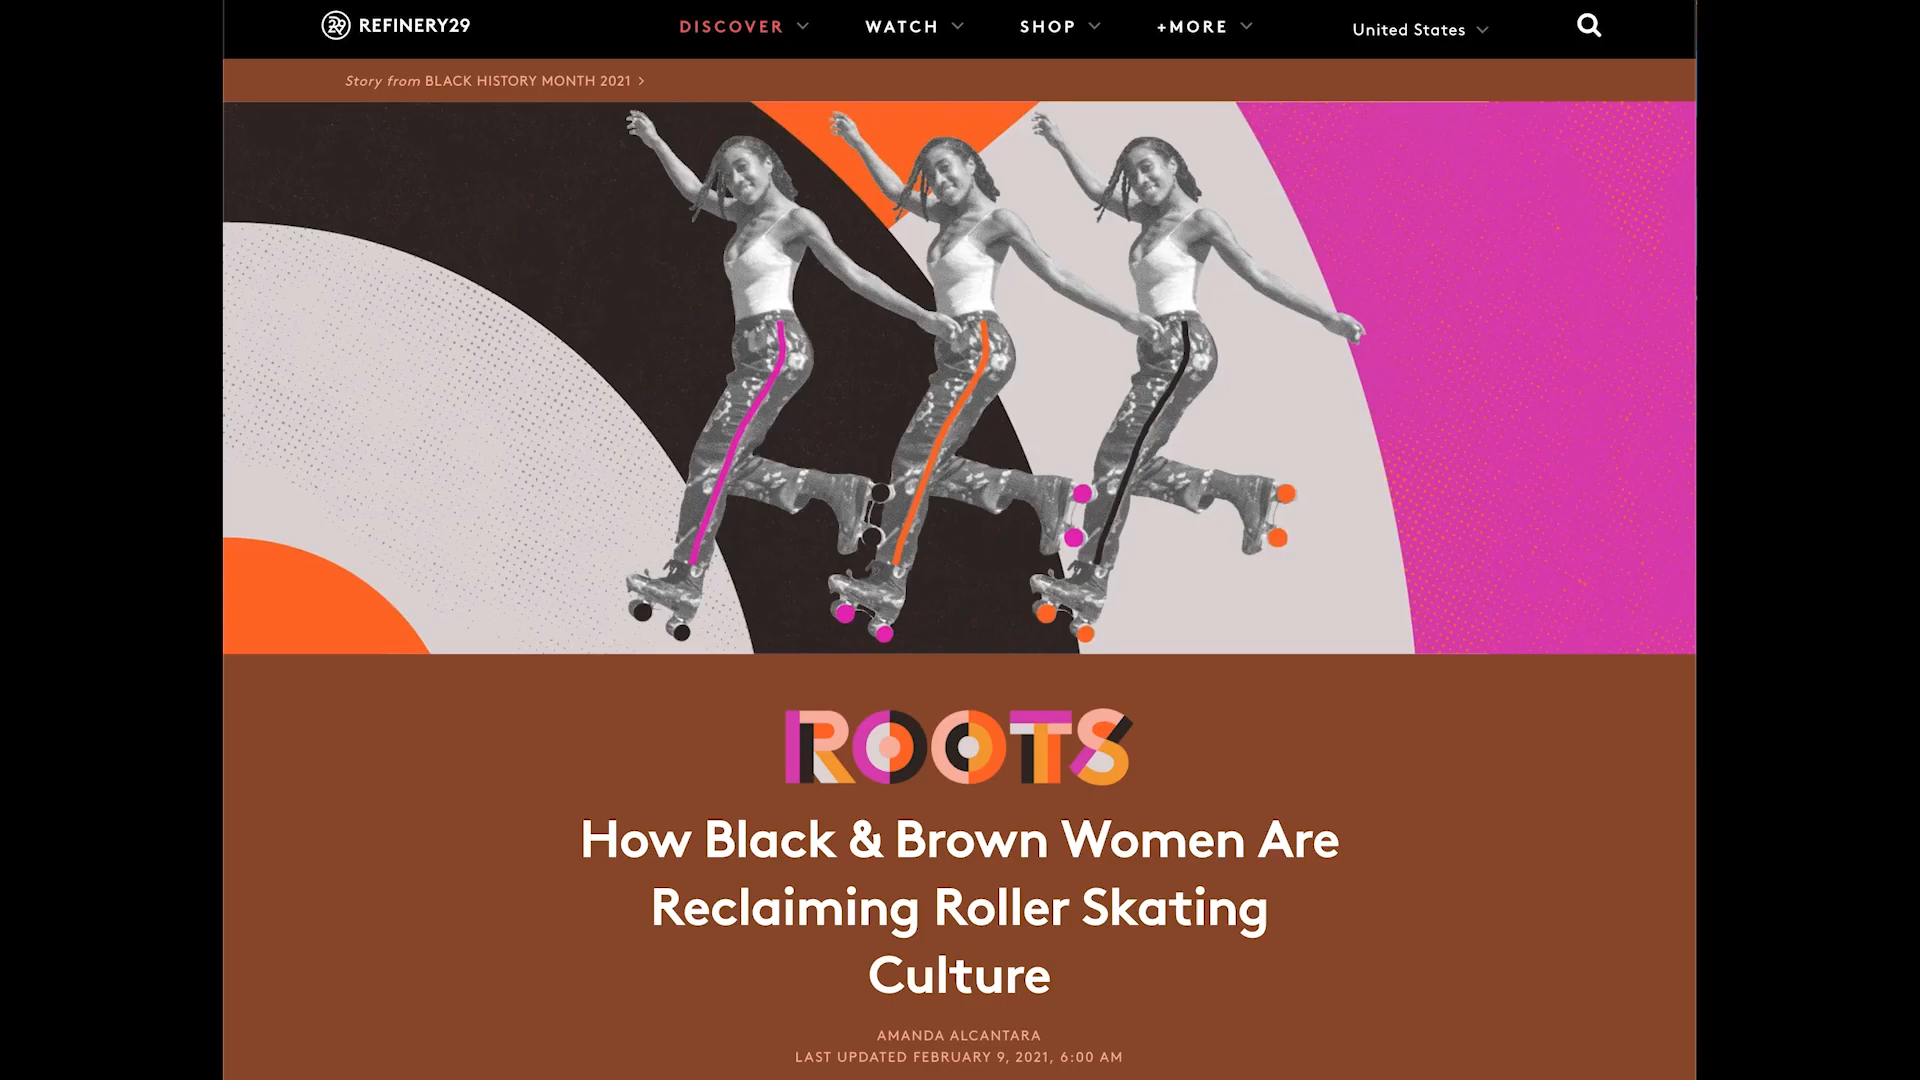 29 REFINERY29
DISCOVER WATCH SHOP +MORE United States
Story from BLACK HISTORY MONTH 2021 >
ROOTS
How Black & Brown Women Are
Reclaiming Roller Skating
Culture
AMANDA ALCANTARA
LAST UPDATED FEBRUARY 9, 2021, 6:00 AM